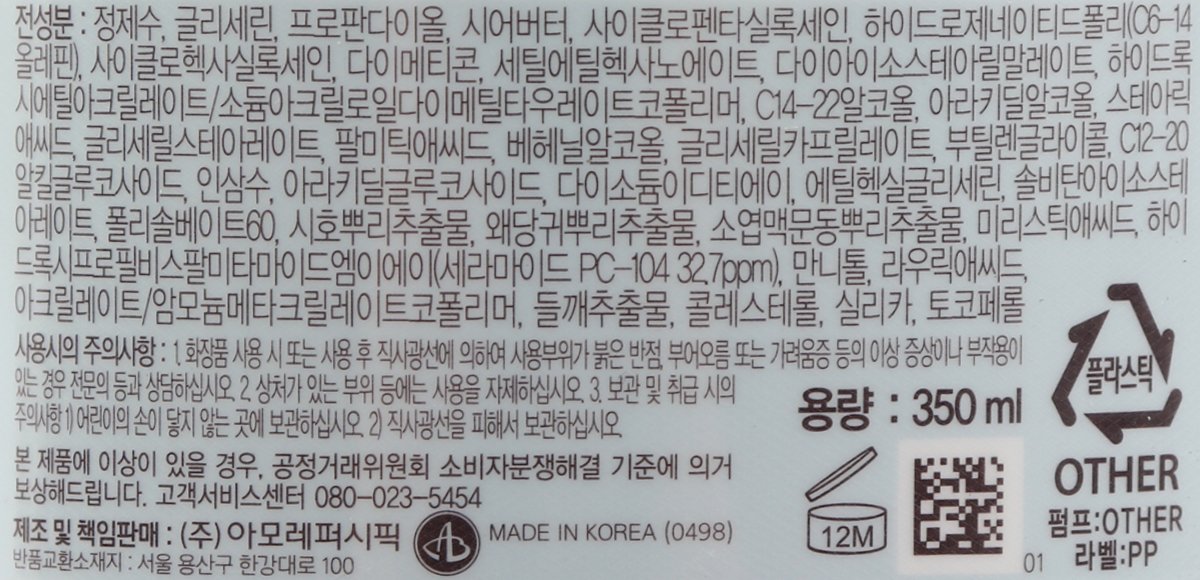 전성분 : 정제수, 글리세린, 프로판다이올, 시어버터, 사이클로펜타실록세인, 하이드로제네이티드폴리(C6-14
올레핀), 사이클로헥사실록세인, 다이메티콘, 세틸에틸헥사노에이트, 다이아이소스테아릴말레이트, 하이드록
시에틸아크릴레이트/소듐아크릴로일다이메틸타우레이트코폴리머, C14-22알코올, 아라키딜알코올, 스테아릭
애씨드, 글리세릴스테아레이트, 팔미틱애씨드, 베헤닐알코올, 글리세릴카프릴레이트, 부틸렌글라이콜, C12-20
알킬글루코사이드, 인삼수, 아라키딜글루코사이드, 다이소듐이디티에이, 에틸헥실글리세린, 솔비탄아이소스테
아레이트, 폴리솔베이트60, 시호뿌리추출물, 왜당귀뿌리추출물, 소엽맥문동뿌리추출물, 미리스틱애씨드, 하이
드록시프로필비스팔미타마이드엠이에이(세라마이드 PC-104 32.7ppm), 만니톨, 라우릭애씨드,
아크릴레이트/암모늄메타크릴레이트코폴리머, 들깨추출물, 콜레스테롤, 실리카, 토코페롤
사용시의 주의사항 : 1. 화장품 사용 시 또는 사용 후 직사광선에 의하여 사용부위가 붉은 반점, 부어오름 또는 가려움증 등의 이상 증상이나 부작용이
있는 경우 전문의 등과 상담하십시오. 2. 상처가 있는 부위 등에는 사용을 자제하십시오. 3. 보관 및 취급 시의
주의사항 1) 어린이의 손이 닿지 않는 곳에 보관하십시오. 2) 직사광선을 피해서 보관하십시오.
본 제품에 이상이 있을 경우, 공정거래위원회 소비자분쟁해결 기준에 의거
보상해드립니다. 고객서비스센터 080-023-5454
제조 및 책임판매 : (주) 아모레퍼시픽 MADE IN KOREA (0498)
반품교환소재지 : 서울 용산구 한강대로 100
용량 : 350 ml
12M
01
플라스틱
OTHER
펌프:OTHER
라벨:PP